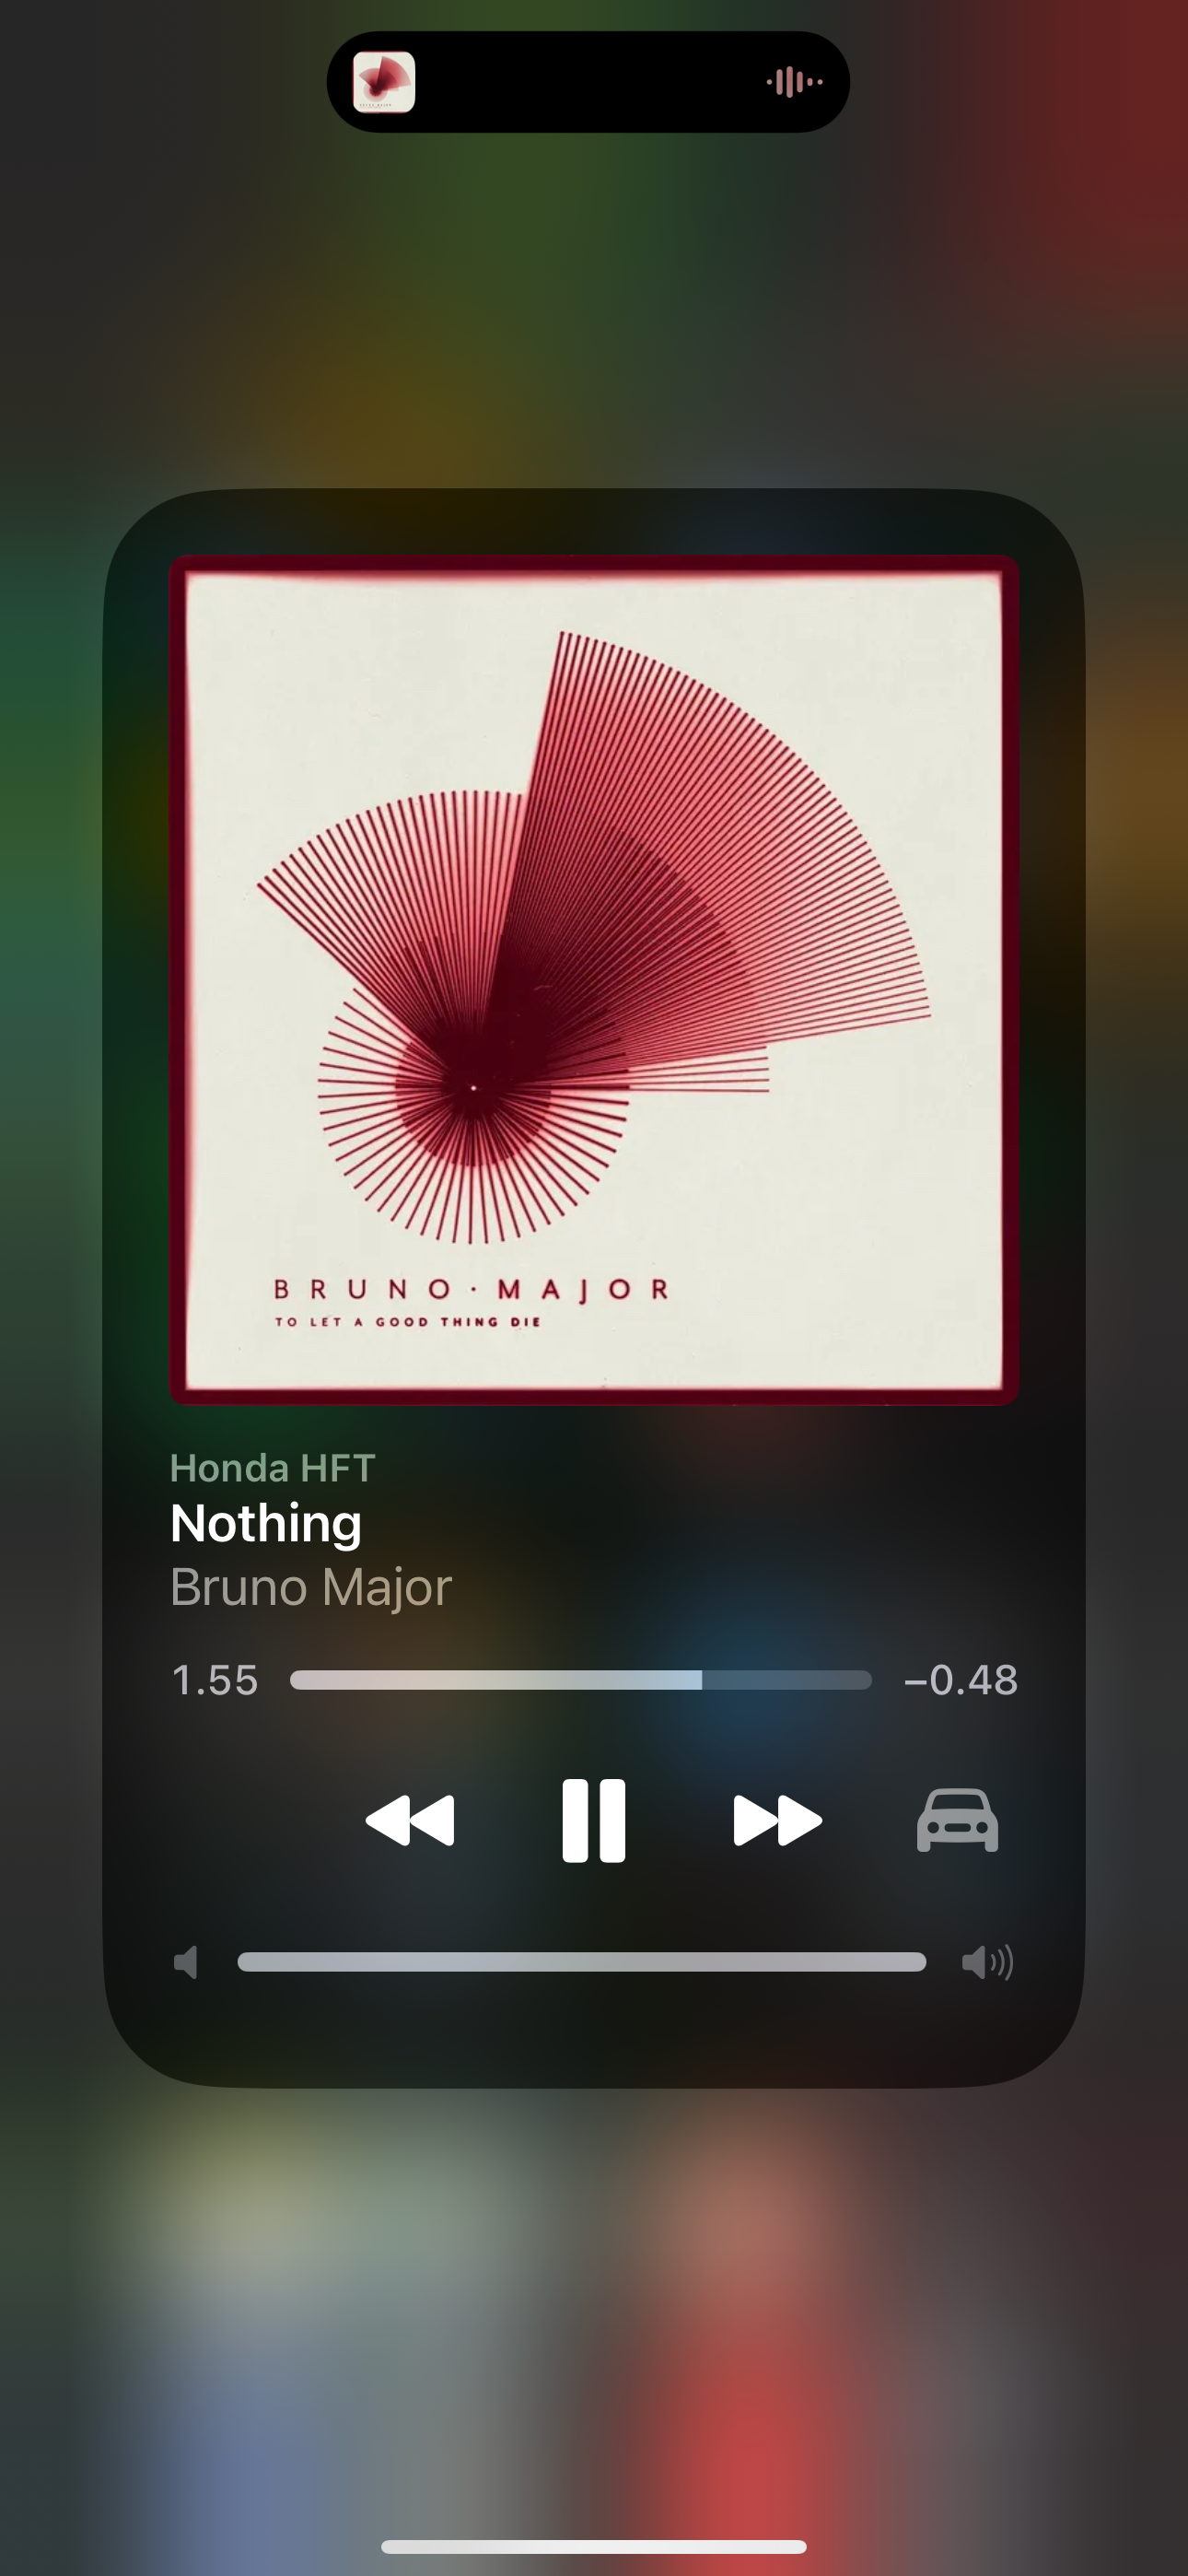 BRUNO · MAJOR
TO LET A GOOD THING DIE
Honda HFT
Nothing
Bruno Major
1.55
–0.48